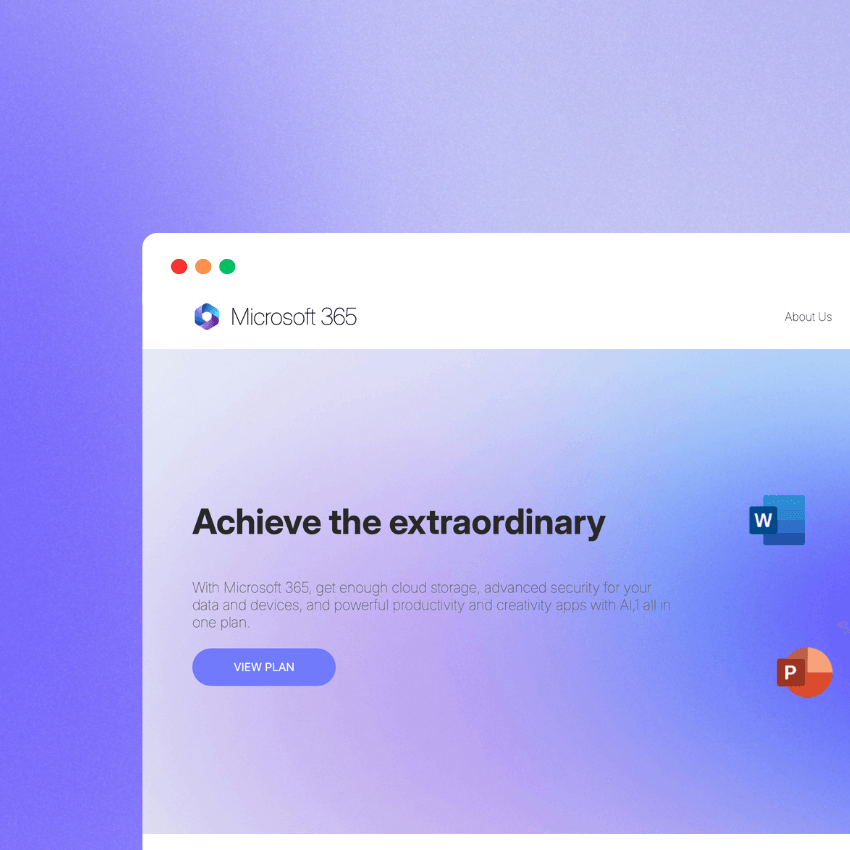 Microsoft 365
About Us
Achieve the extraordinary
W
With Microsoft 365, get enough cloud storage, advanced security for your
data and devices, and powerful productivity and creativity apps with AI,1 all in
one plan.
VIEW PLAN
P